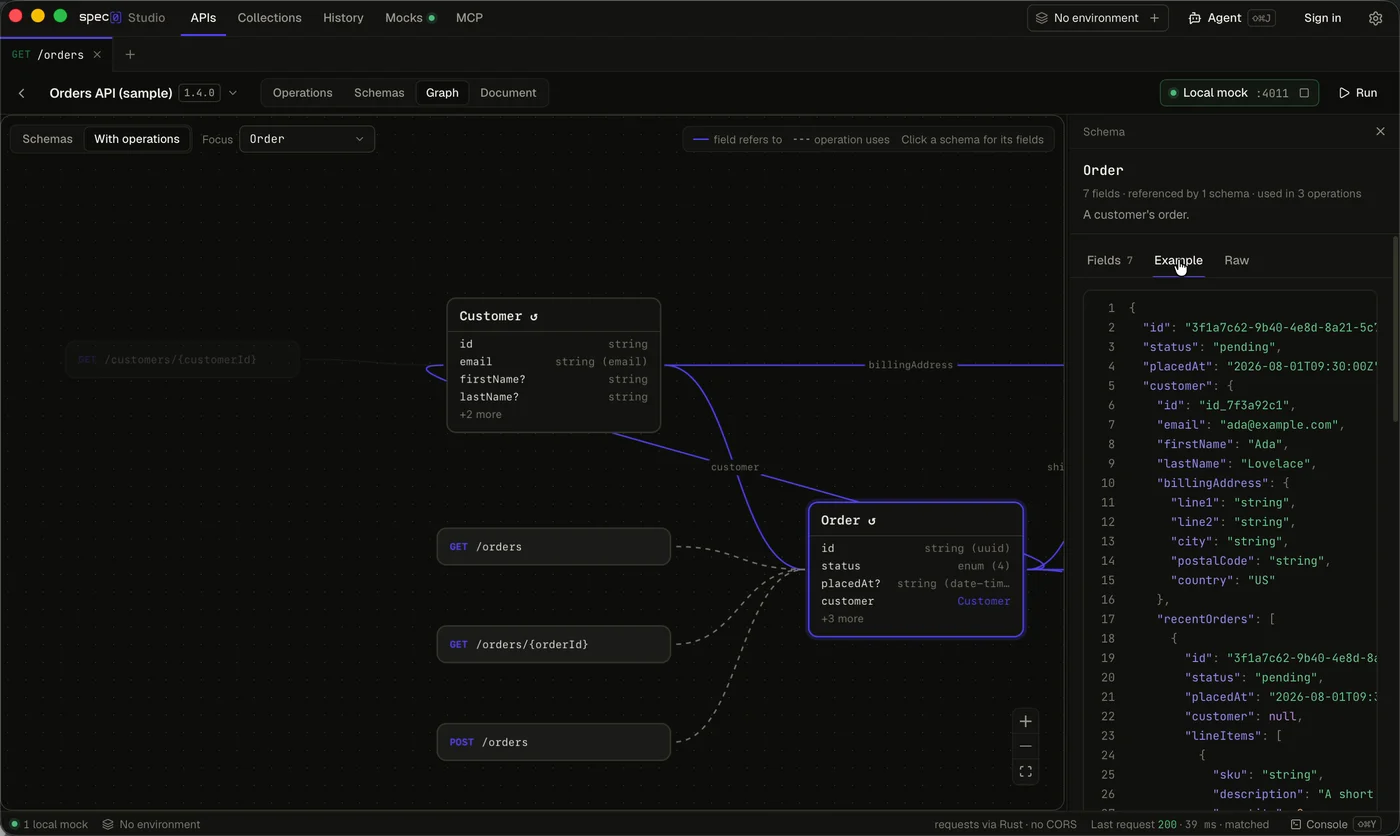 spec{} Studio APIs Collections History Mocks MCP No environment + Agent ◇⌘J Sign in
GET /orders × +
Orders API (sample) 1.4.0 Operations Schemas Graph Document Local mock :4011 Run
Schemas With operations Focus Order field refers to operation uses Click a schema for its fields
Customer ↺
id string
email string (email)
firstName? string
lastName? string
+2 more
GET /customers/{customerId}
billingAddress
customer
shi
GET /orders
GET /orders/{orderId}
POST /orders
Order ↺
id string (uuid)
status enum (4)
placedAt? string (date-tim…
customer Customer
+3 more
Schema
Order
7 fields · referenced by 1 schema · used in 3 operations
A customer's order.
Fields 7 Example Raw
1 {
2 "id": "3f1a7c62-9b40-4e8d-8a21-5c7
3 "status": "pending",
4 "placedAt": "2026-08-01T09:30:00Z"
5 "customer": {
6 "id": "id_7f3a92c1",
7 "email": "ada@example.com",
8 "firstName": "Ada",
9 "lastName": "Lovelace",
10 "billingAddress": {
11 "line1": "string",
12 "line2": "string",
13 "city": "string",
14 "postalCode": "string",
15 "country": "US"
16 },
17 "recentOrders": [
18 {
19 "id": "3f1a7c62-9b40-4e8d-8a
20 "status": "pending",
21 "placedAt": "2026-08-01T09:3
22 "customer": null,
23 "lineItems": [
24 {
25 "sku": "string",
26 "description": "A short
1 local mock No environment requests via Rust · no CORS Last request 200 · 39 ms · matched Console ◇⌘Y